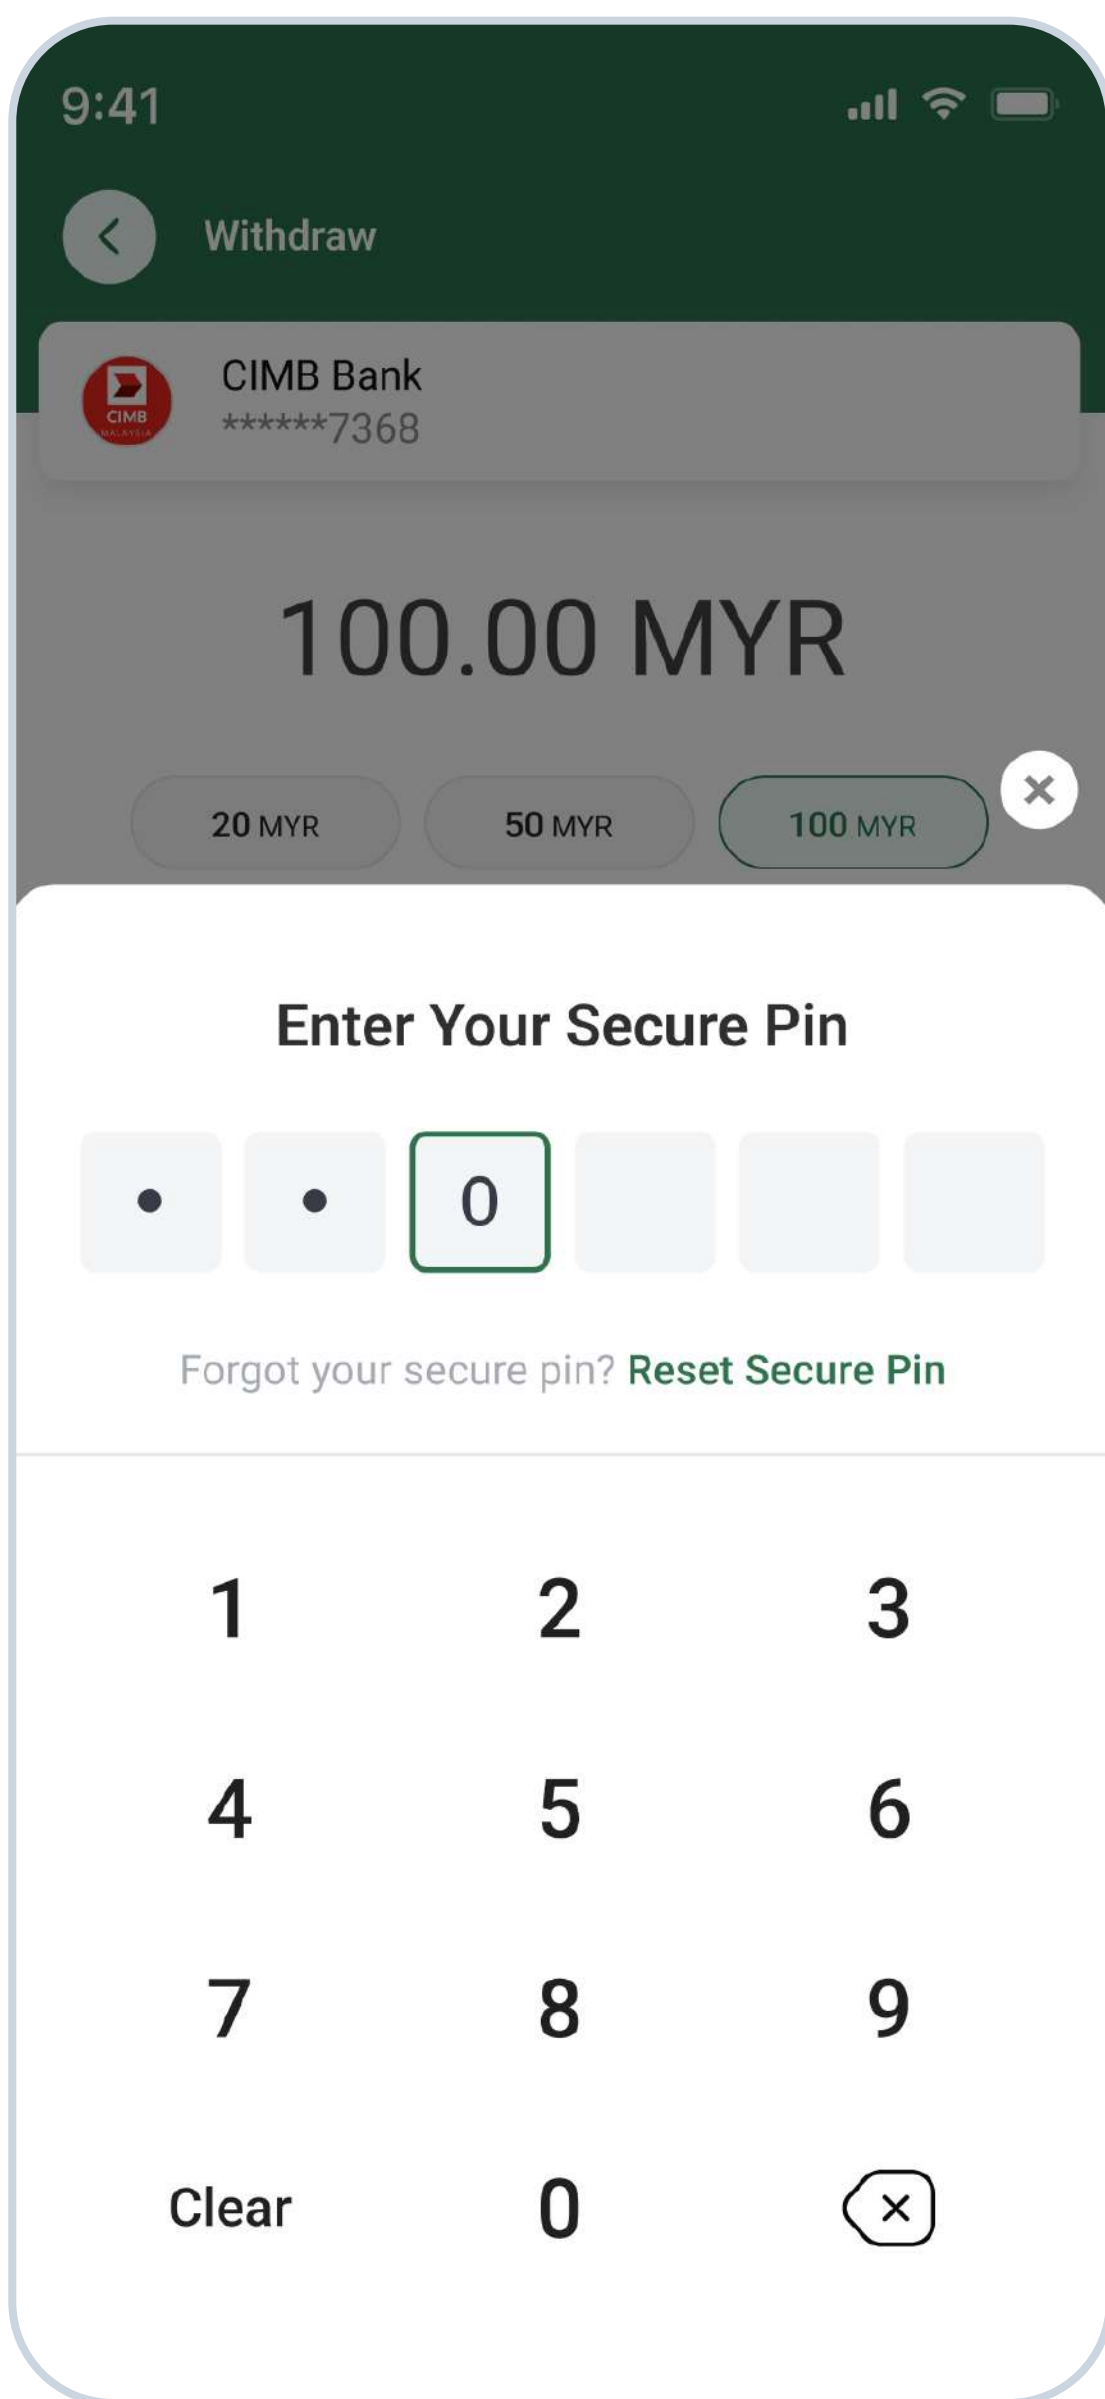 9:41
Withdraw
CIMB Bank
CIMB
MALAYSIA
******7368
100.00 MYR
20 MYR 50 MYR 100 MYR
Enter Your Secure Pin
0
Forgot your secure pin? Reset Secure Pin
1 2 3
4 5 6
7 8 9
Clear 0